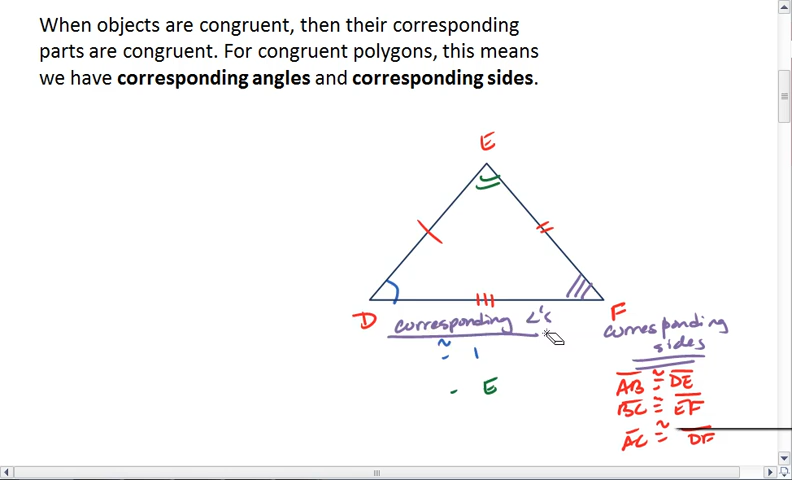 When objects are congruent, then their corresponding
parts are congruent. For congruent polygons, this means
we have corresponding angles and corresponding sides.
E
D
F
corresponding ∠'s
≅
E
corresponding
sides
AB ≅ DE
BC ≅ EF
AC ≅ DF